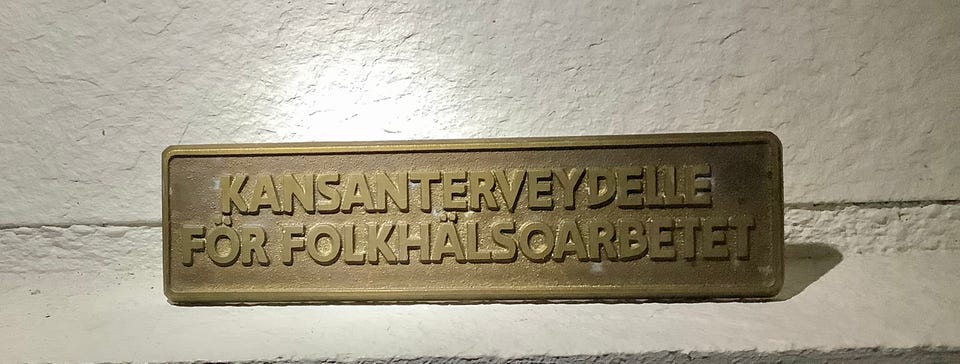 KANSANTERVEYDELLE
FÖR FOLKHÄLSOARBETET